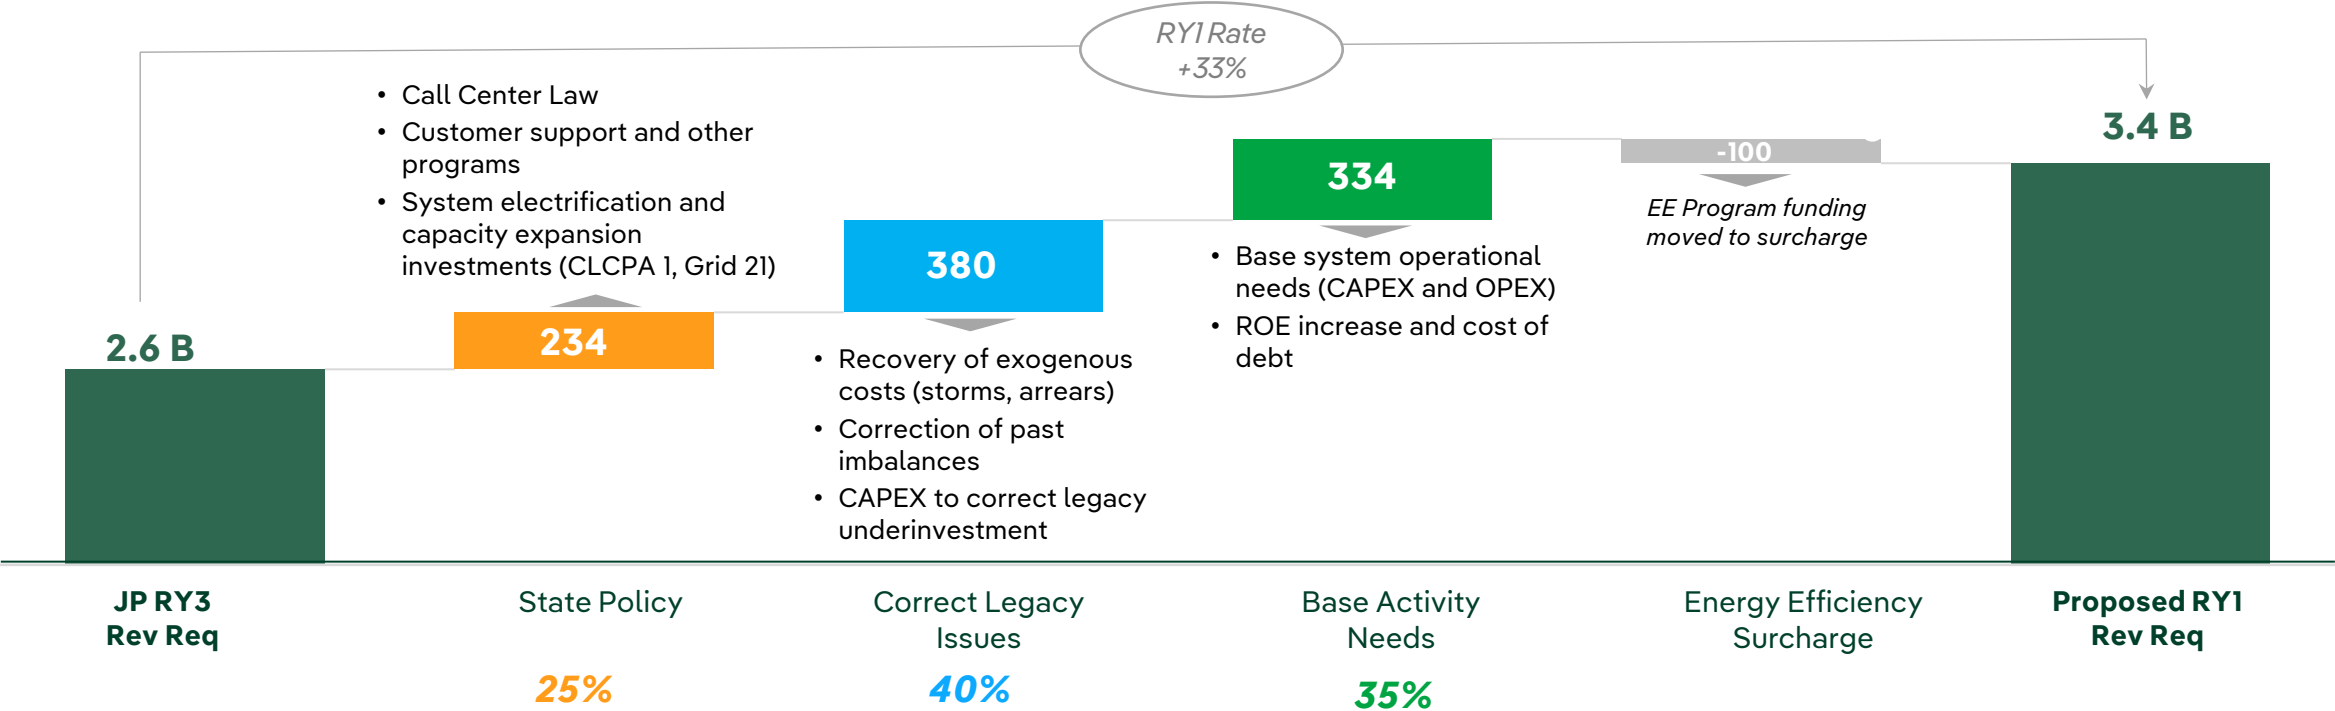 RY1 Rate
+33%
• Call Center Law
• Customer support and other
programs
• System electrification and
capacity expansion
investments (CLCPA 1, Grid 21)
3.4 B
334
-100
EE Program funding
moved to surcharge
380
• Base system operational
needs (CAPEX and OPEX)
• ROE increase and cost of
debt
2.6 B
234
• Recovery of exogenous
costs (storms, arrears)
• Correction of past
imbalances
• CAPEX to correct legacy
underinvestment
JP RY3
Rev Req
State Policy
25%
Correct Legacy
Issues
40%
Base Activity
Needs
35%
Energy Efficiency
Surcharge
Proposed RY1
Rev Req